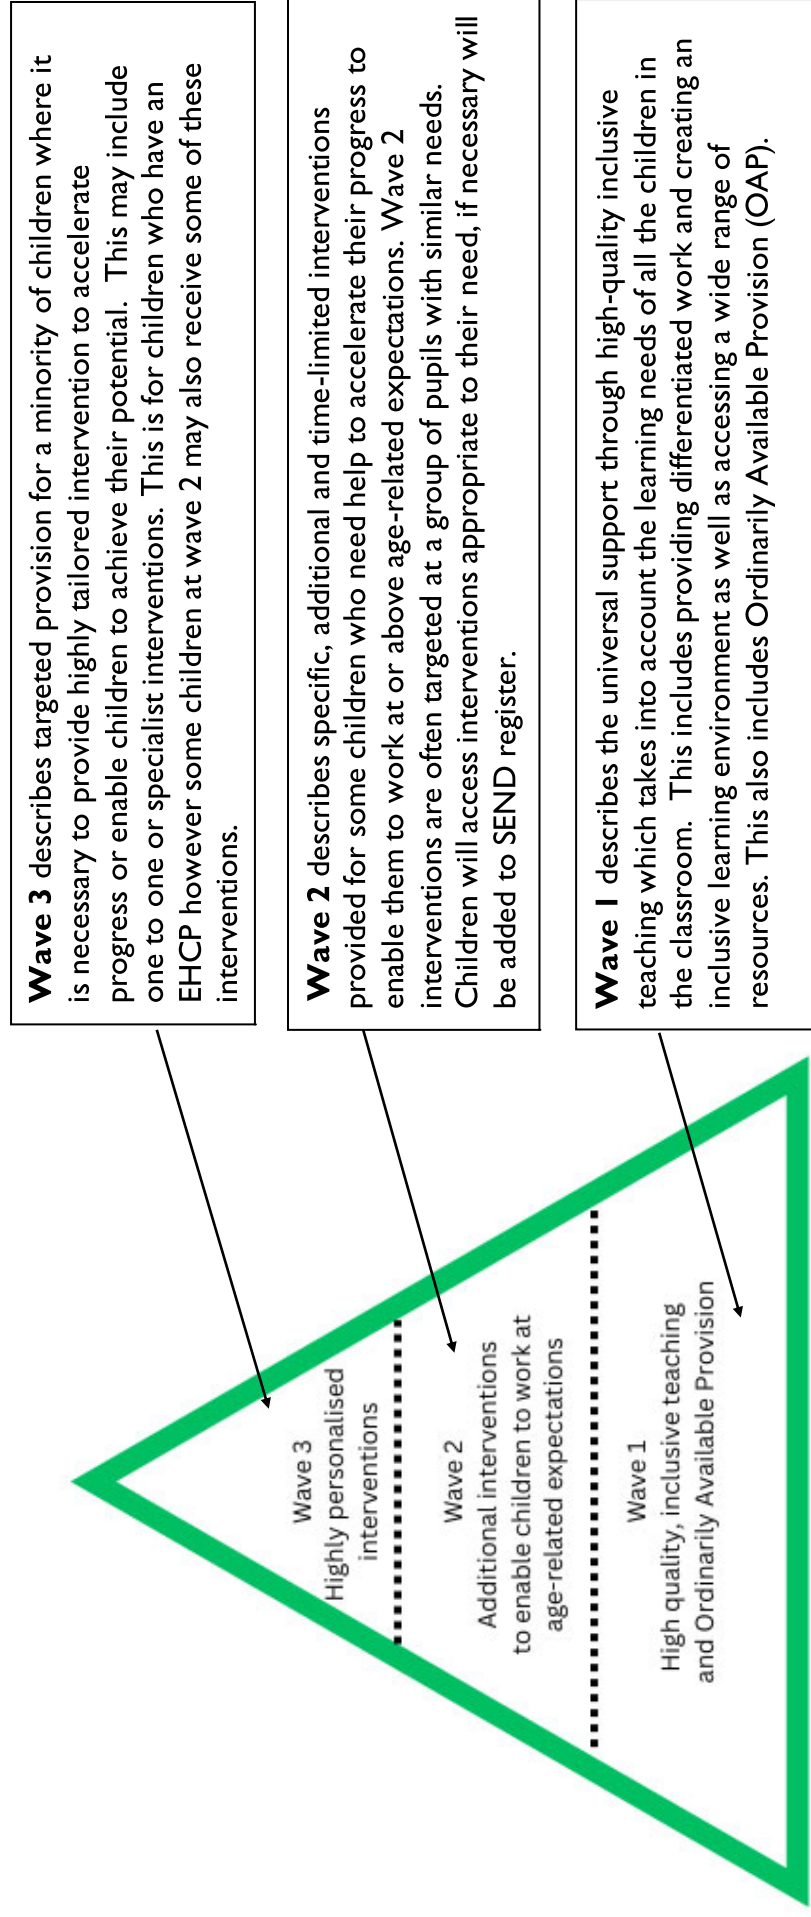 Wave 3
Highly personalised
interventions
Wave 2
Additional interventions
to enable children to work at
age-related expectations
Wave 1
High quality, inclusive teaching
and Ordinarily Available Provision
Wave 3 describes targeted provision for a minority of children where it
is necessary to provide highly tailored intervention to accelerate
progress or enable children to achieve their potential. This may include
one to one or specialist interventions. This is for children who have an
EHCP however some children at wave 2 may also receive some of these
interventions.
Wave 2 describes specific, additional and time-limited interventions
provided for some children who need help to accelerate their progress to
enable them to work at or above age-related expectations. Wave 2
interventions are often targeted at a group of pupils with similar needs.
Children will access interventions appropriate to their need, if necessary will
be added to SEND register.
Wave 1 describes the universal support through high-quality inclusive
teaching which takes into account the learning needs of all the children in
the classroom. This includes providing differentiated work and creating an
inclusive learning environment as well as accessing a wide range of
resources. This also includes Ordinarily Available Provision (OAP).